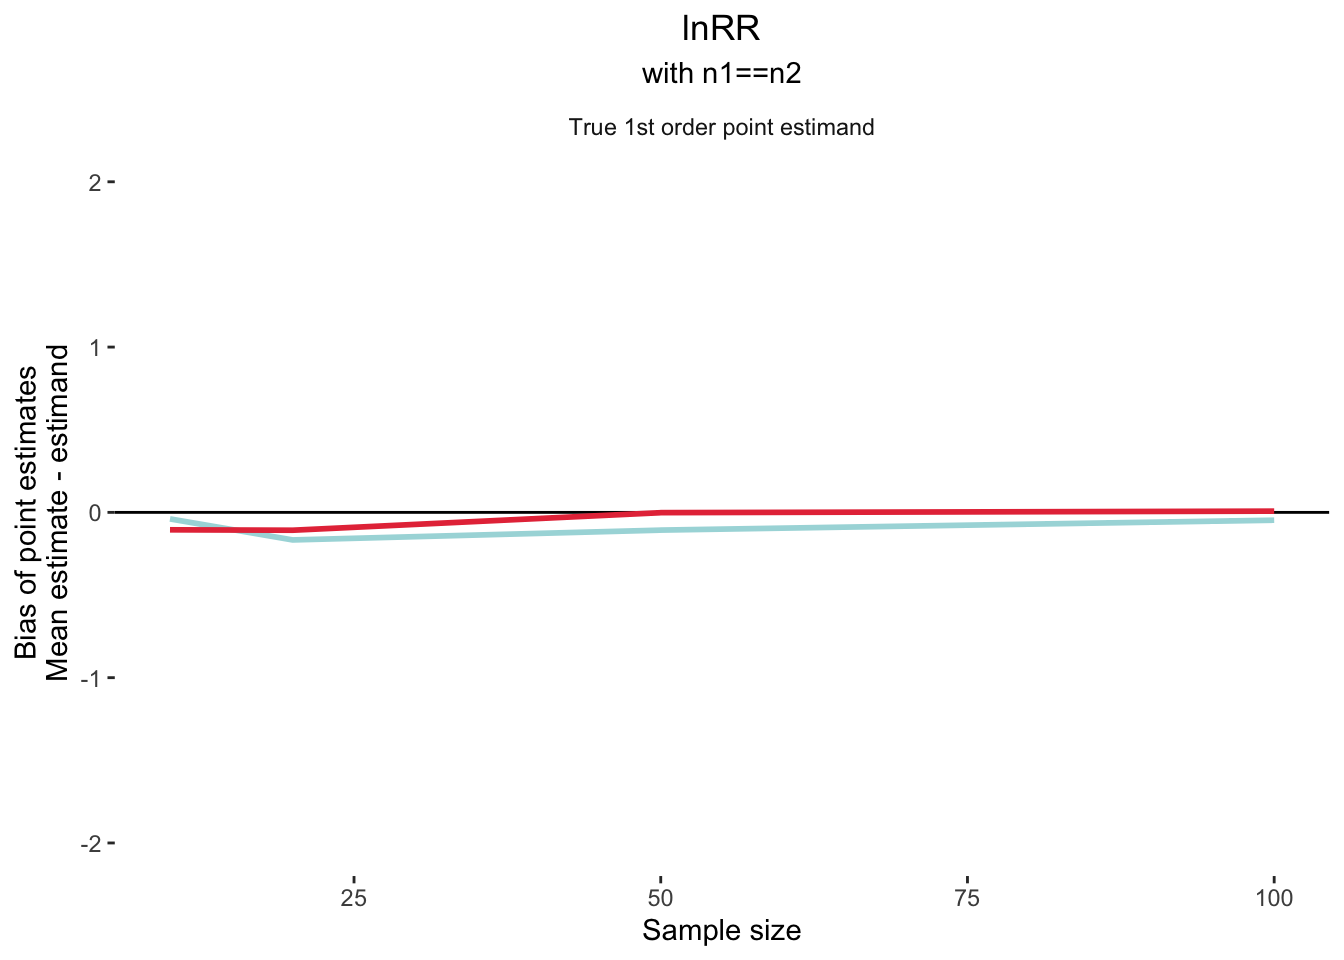 lnRR
with n1==n2
True 1st order point estimand
2
1
0
-1
-2
Bias of point estimates
Mean estimate - estimand
25
50
75
100
Sample size